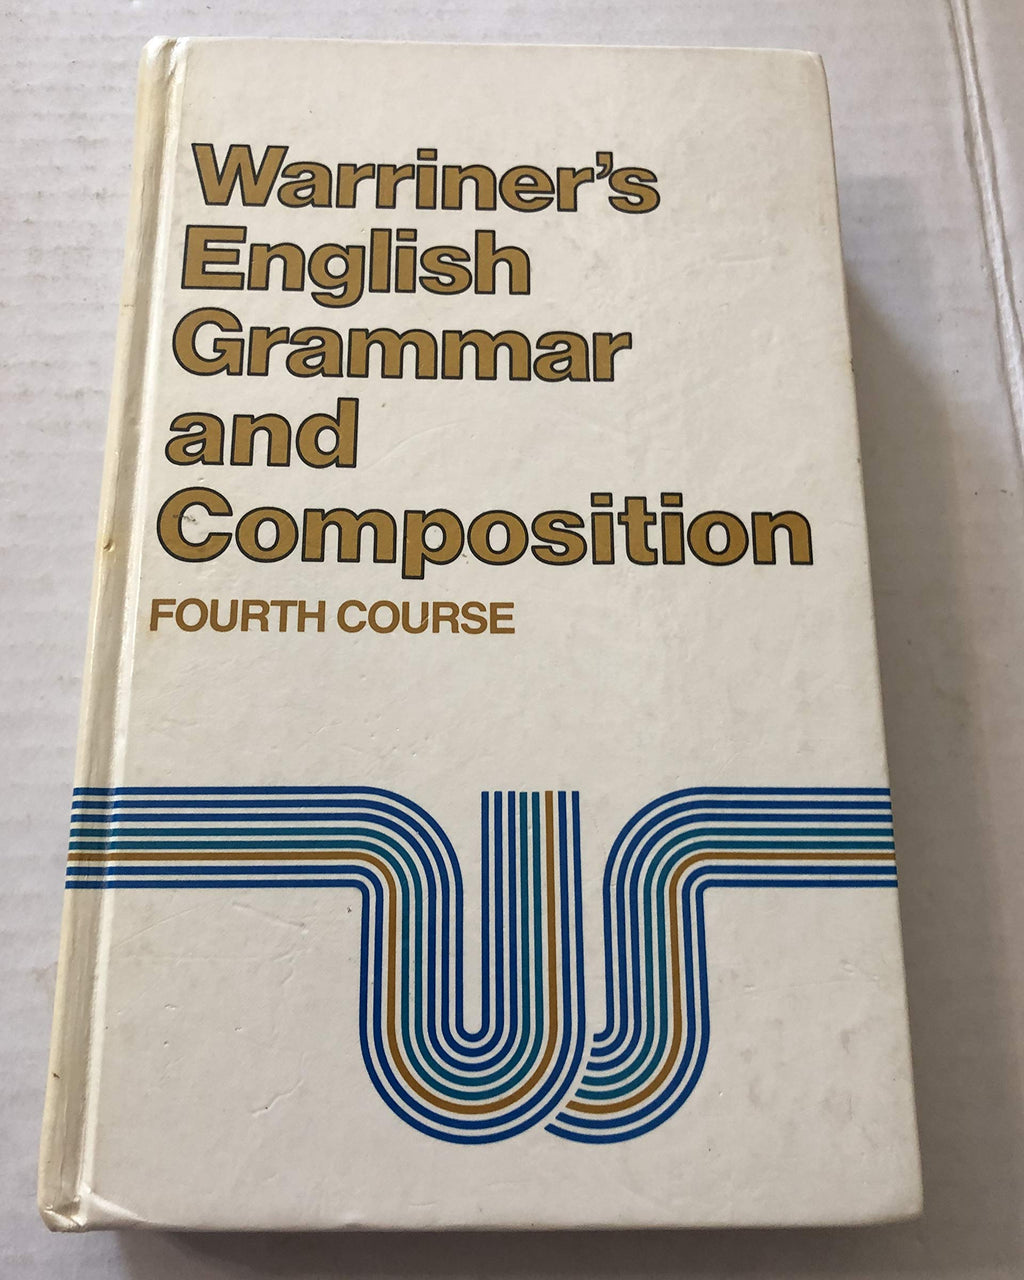 Warriner's
English
Grammar
and
Composition
FOURTH COURSE